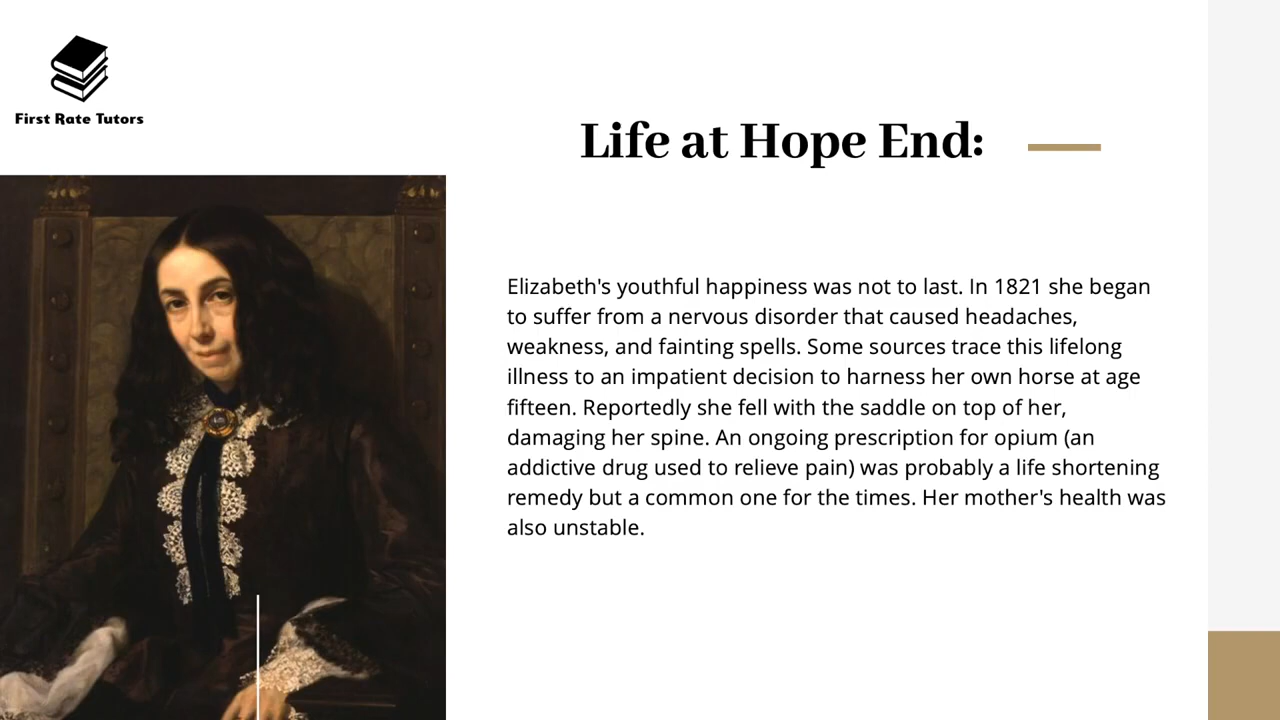 First Rate Tutors
Life at Hope End:
Elizabeth's youthful happiness was not to last. In 1821 she began
to suffer from a nervous disorder that caused headaches,
weakness, and fainting spells. Some sources trace this lifelong
illness to an impatient decision to harness her own horse at age
fifteen. Reportedly she fell with the saddle on top of her,
damaging her spine. An ongoing prescription for opium (an
addictive drug used to relieve pain) was probably a life shortening
remedy but a common one for the times. Her mother's health was
also unstable.